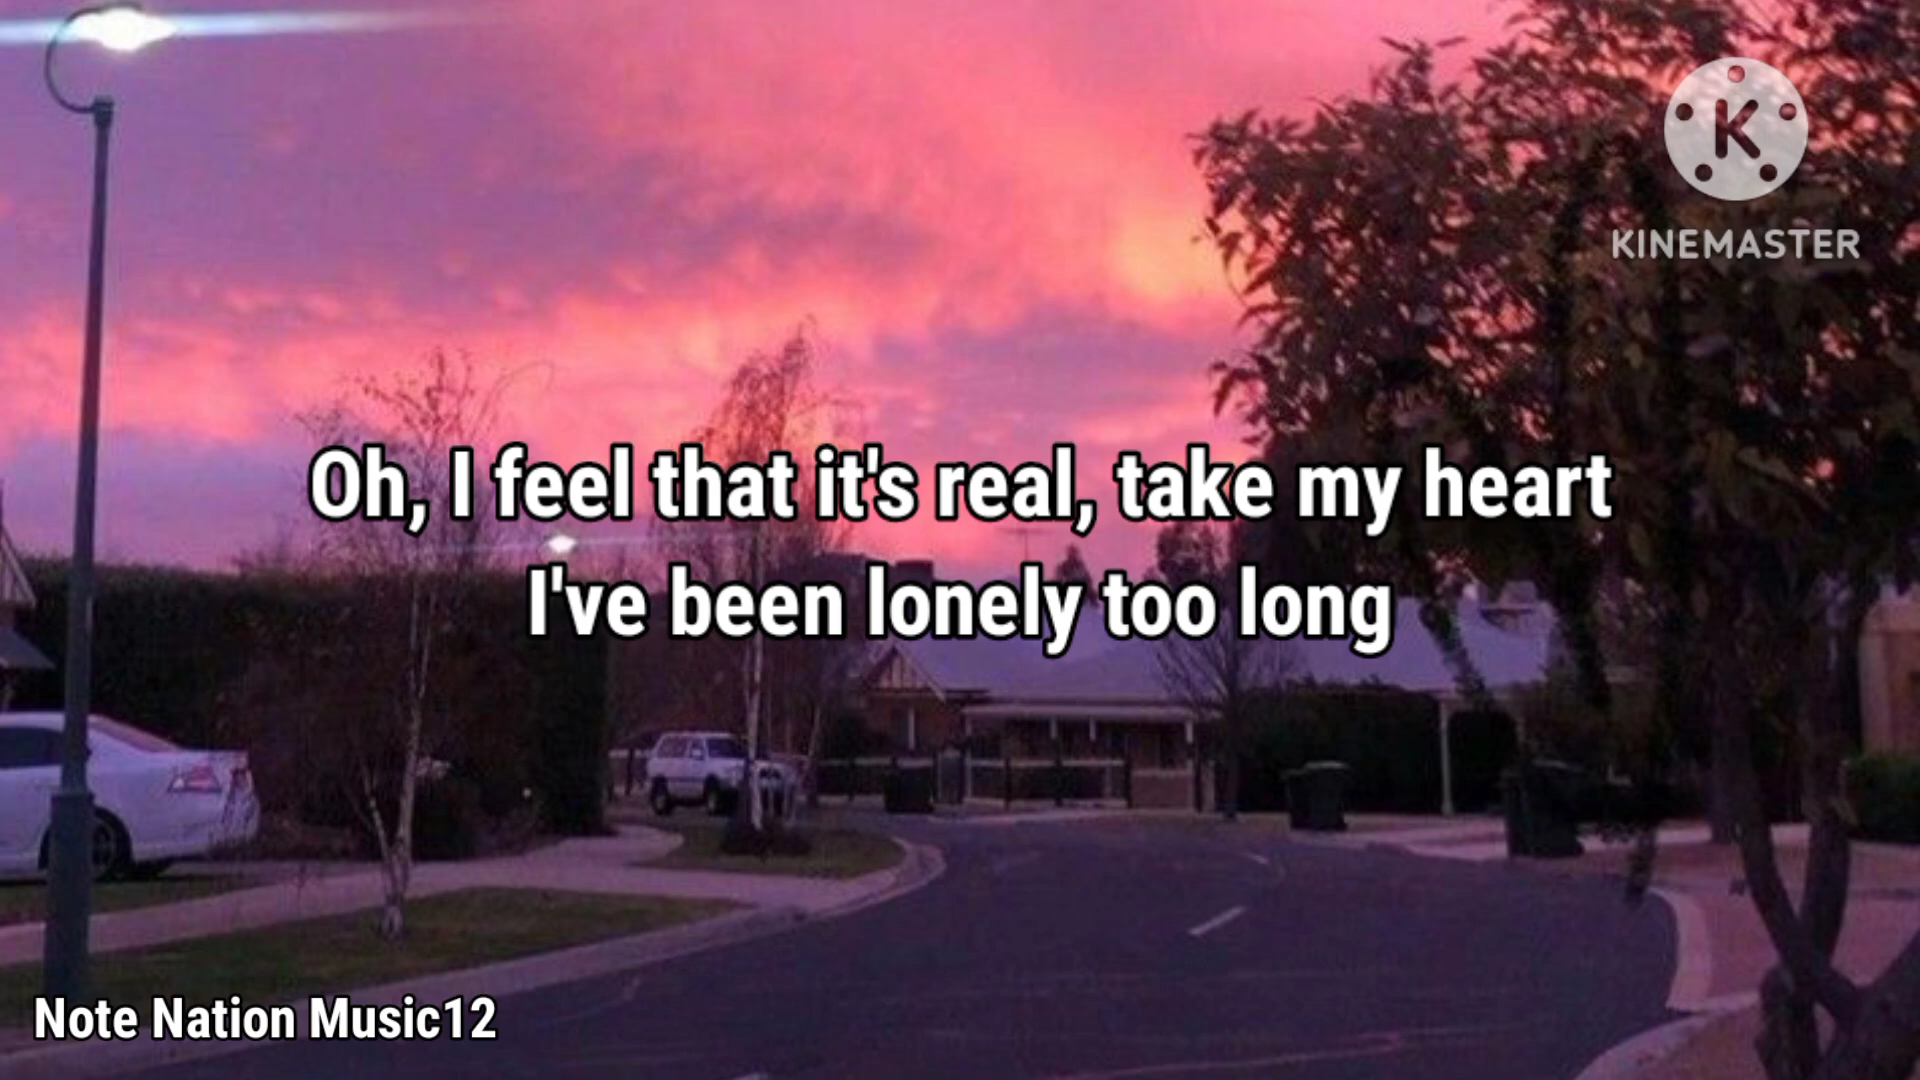 K
KINEMASTER
Oh, I feel that it's real, take my heart
I've been lonely too long
Note Nation Music12